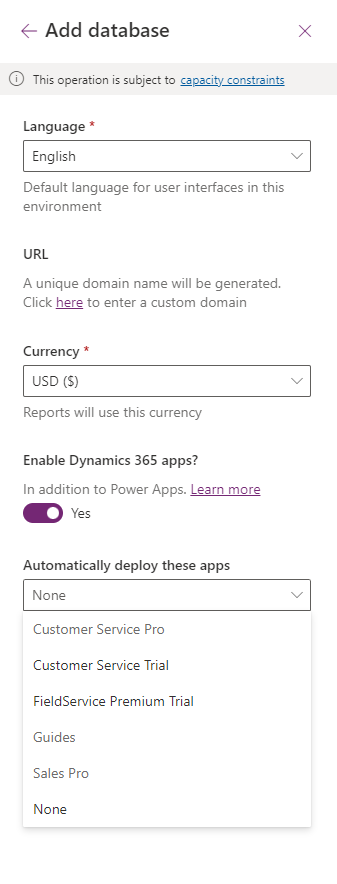 Add database
This operation is subject to capacity constraints
Language *
English
Default language for user interfaces in this
environment
URL
A unique domain name will be generated.
Click here to enter a custom domain
Currency *
USD ($)
Reports will use this currency
Enable Dynamics 365 apps?
In addition to Power Apps. Learn more
Yes
Automatically deploy these apps
None
Customer Service Pro
Customer Service Trial
FieldService Premium Trial
Guides
Sales Pro
None